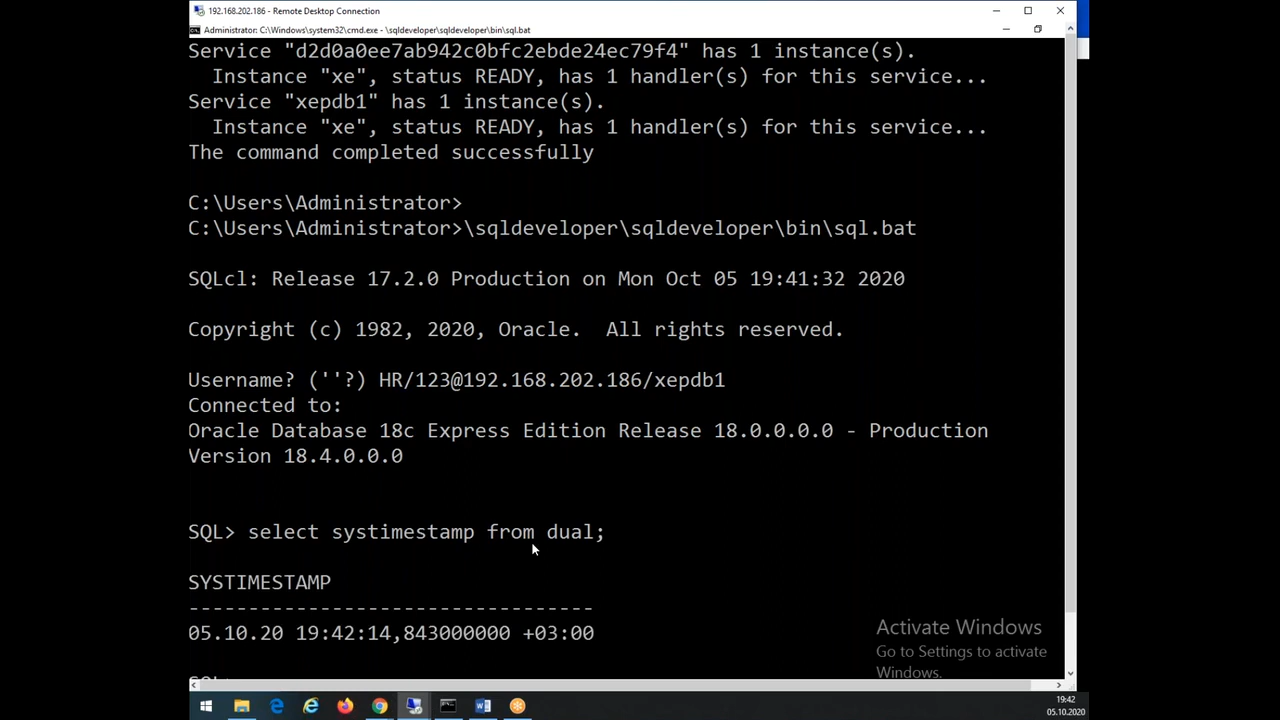 192.168.202.186 - Remote Desktop Connection
Administrator: C:\Windows\system32\cmd.exe - \sqldeveloper\sqldeveloper\bin\sql.bat
Service "d2d0a0ee7ab942c0bfc2ebde24ec79f4" has 1 instance(s).
  Instance "xe", status READY, has 1 handler(s) for this service...
Service "xepdb1" has 1 instance(s).
  Instance "xe", status READY, has 1 handler(s) for this service...
The command completed successfully
C:\Users\Administrator>
C:\Users\Administrator>\sqldeveloper\sqldeveloper\bin\sql.bat
SQLcl: Release 17.2.0 Production on Mon Oct 05 19:41:32 2020
Copyright (c) 1982, 2020, Oracle.  All rights reserved.
Username? (''?) HR/123@192.168.202.186/xepdb1
Connected to:
Oracle Database 18c Express Edition Release 18.0.0.0.0 - Production
Version 18.4.0.0.0
SQL> select systimestamp from dual;
SYSTIMESTAMP
----------------------------------
05.10.20 19:42:14,843000000 +03:00
SQL>
Activate Windows
Go to Settings to activate
Windows.
19:42
05.10.2020